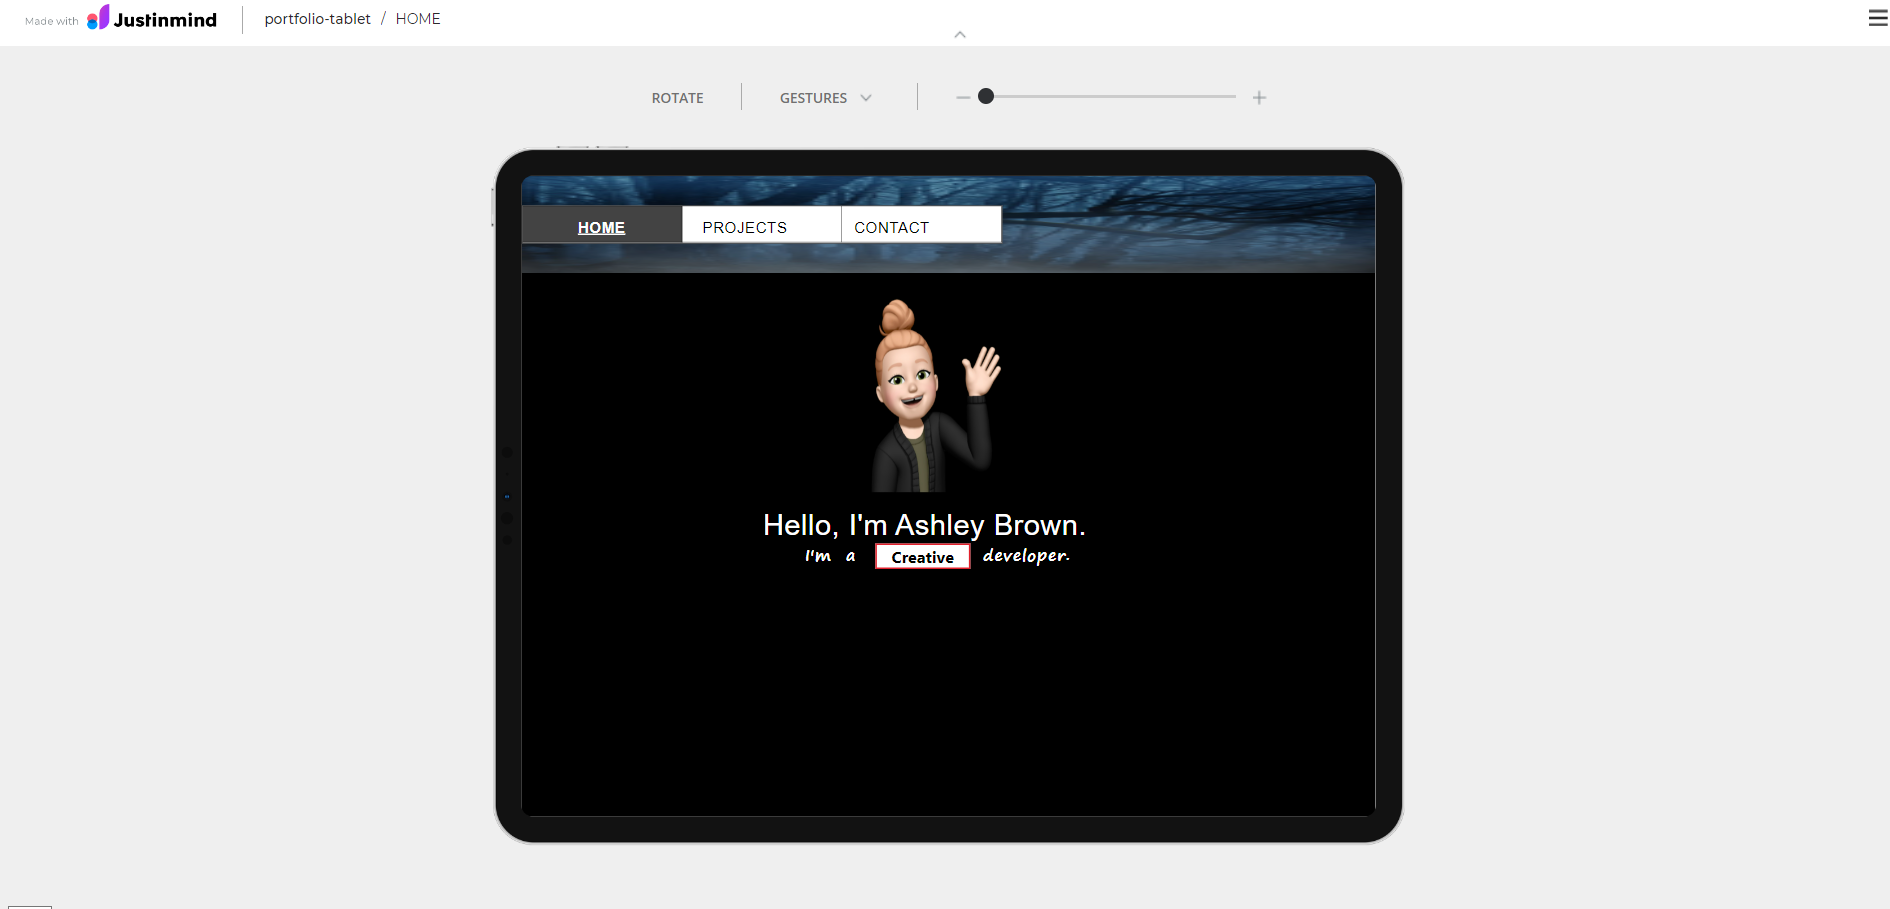 Made with Justinmind portfolio-tablet / HOME
ROTATE GESTURES
HOME PROJECTS CONTACT
Hello, I'm Ashley Brown.
I'm a Creative developer.